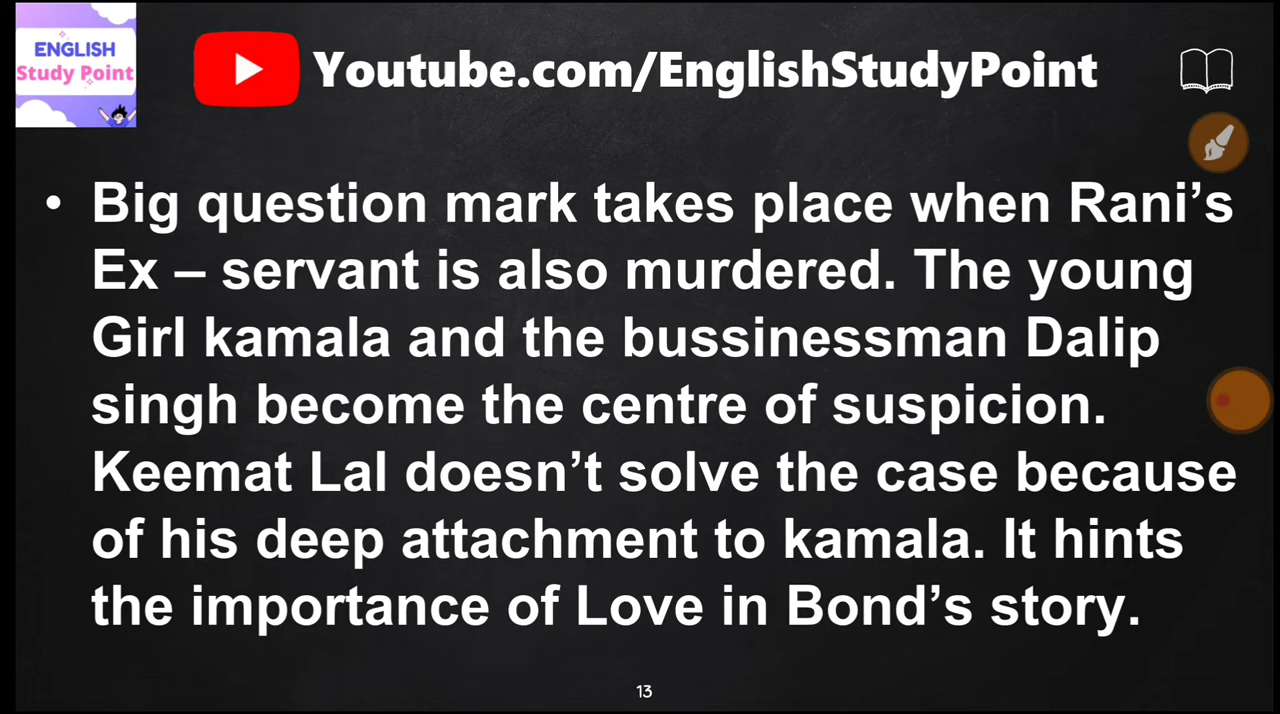 ENGLISH
Study Point
Youtube.com/EnglishStudyPoint
• Big question mark takes place when Rani’s
Ex – servant is also murdered. The young
Girl kamala and the bussinessman Dalip
singh become the centre of suspicion.
Keemat Lal doesn’t solve the case because
of his deep attachment to kamala. It hints
the importance of Love in Bond’s story.
13